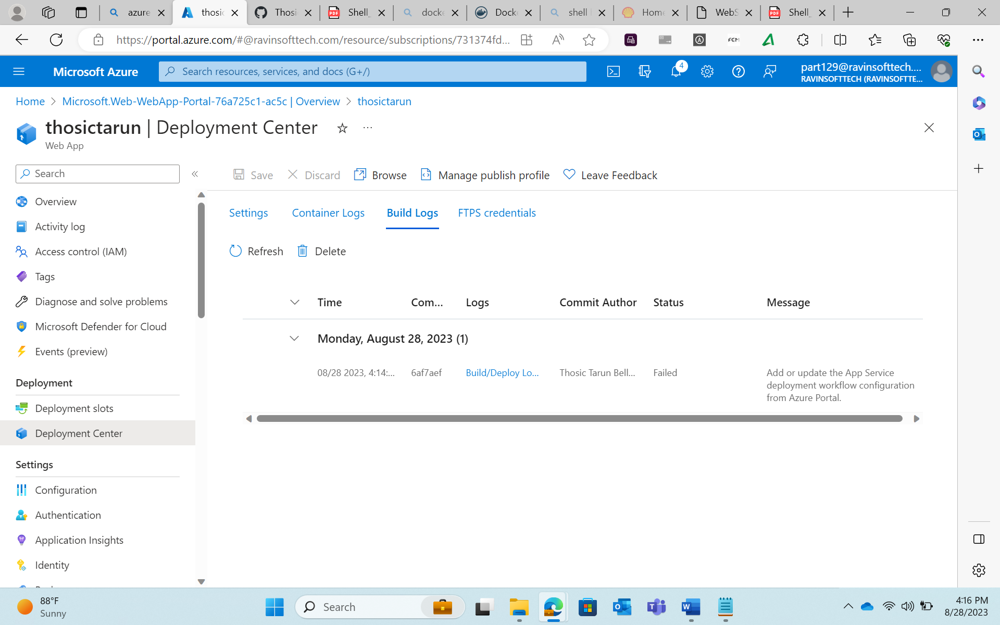 azure
thosic
Thosi
Shell_
docke
Docke
shell
Home
WebS
Shell_
https://portal.azure.com/#@ravinsofttech.com/resource/subscriptions/731374fd...
FCM
Microsoft Azure
Search resources, services, and docs (G+/)
4
part129@ravinsofttech....
RAVINSOFTTECH (RAVINSOFTTE...
Home > Microsoft.Web-WebApp-Portal-76a725c1-ac5c | Overview > thosictarun
thosictarun | Deployment Center
Web App
Search
Save
Discard
Browse
Manage publish profile
Leave Feedback
Overview
Activity log
Access control (IAM)
Tags
Diagnose and solve problems
Microsoft Defender for Cloud
Events (preview)
Deployment
Deployment slots
Deployment Center
Settings
Configuration
Authentication
Application Insights
Identity
Settings
Container Logs
Build Logs
FTPS credentials
Refresh
Delete
Time Com... Logs Commit Author Status Message
Monday, August 28, 2023 (1)
08/28 2023, 4:14:... 6af7aef Build/Deploy Lo... Thosic Tarun Bell... Failed Add or update the App Service
deployment workflow configuration
from Azure Portal.
88°F
Sunny
Search
4:16 PM
8/28/2023